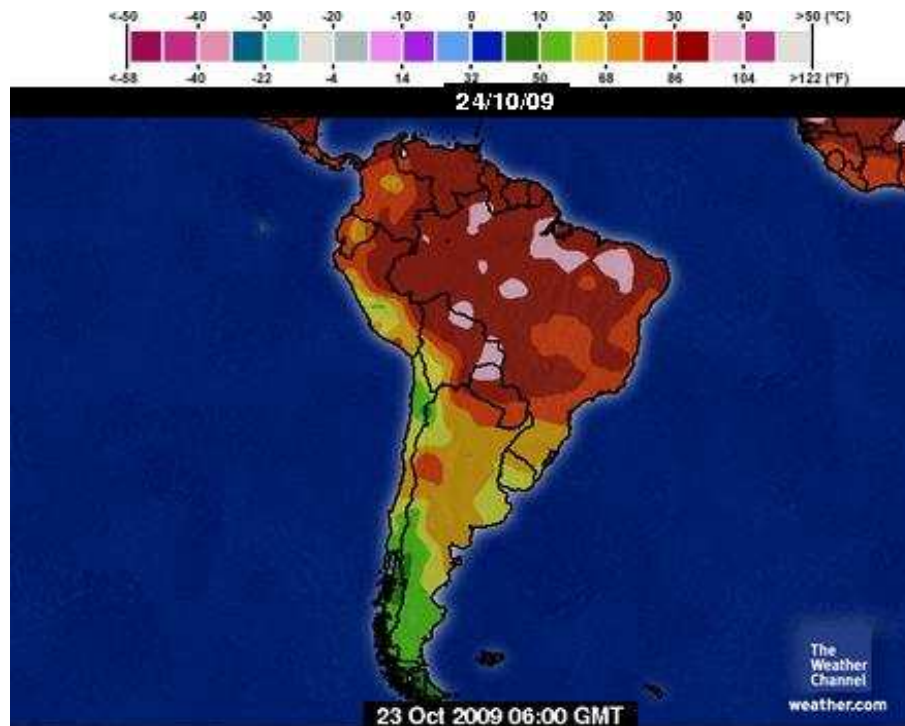 <-50 -40 -30 -20 -10 0 10 20 30 40 >50 (°C)
<-58 -40 -22 -4 14 32 50 68 86 104 >122 (°F)
24/10/09
The
Weather
Channel
weather.com
23 Oct 2009 06:00 GMT